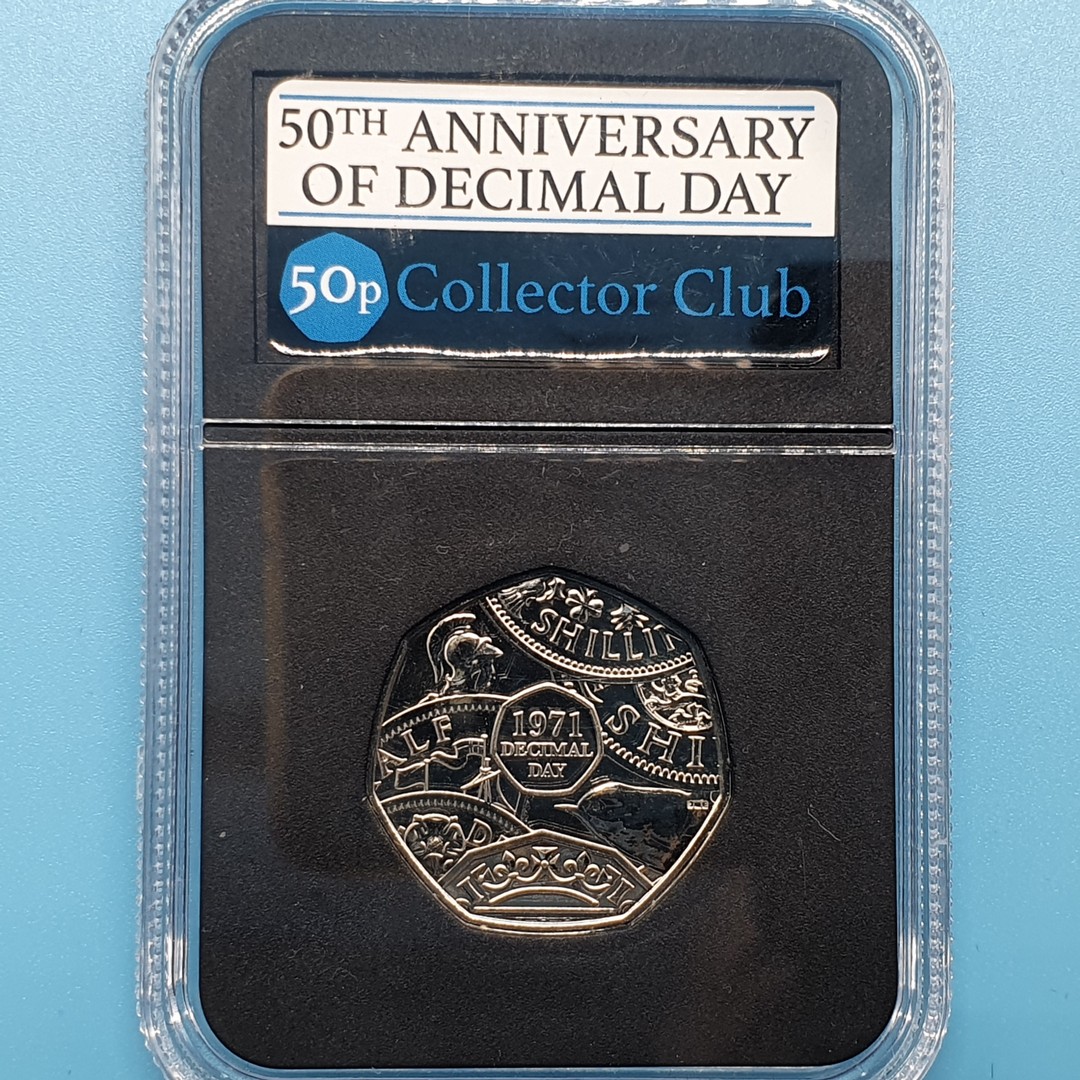 50TH ANNIVERSARY
OF DECIMAL DAY
50p Collector Club
SHILLI
ALF
1971
DECIMAL
DAY
SHI
D